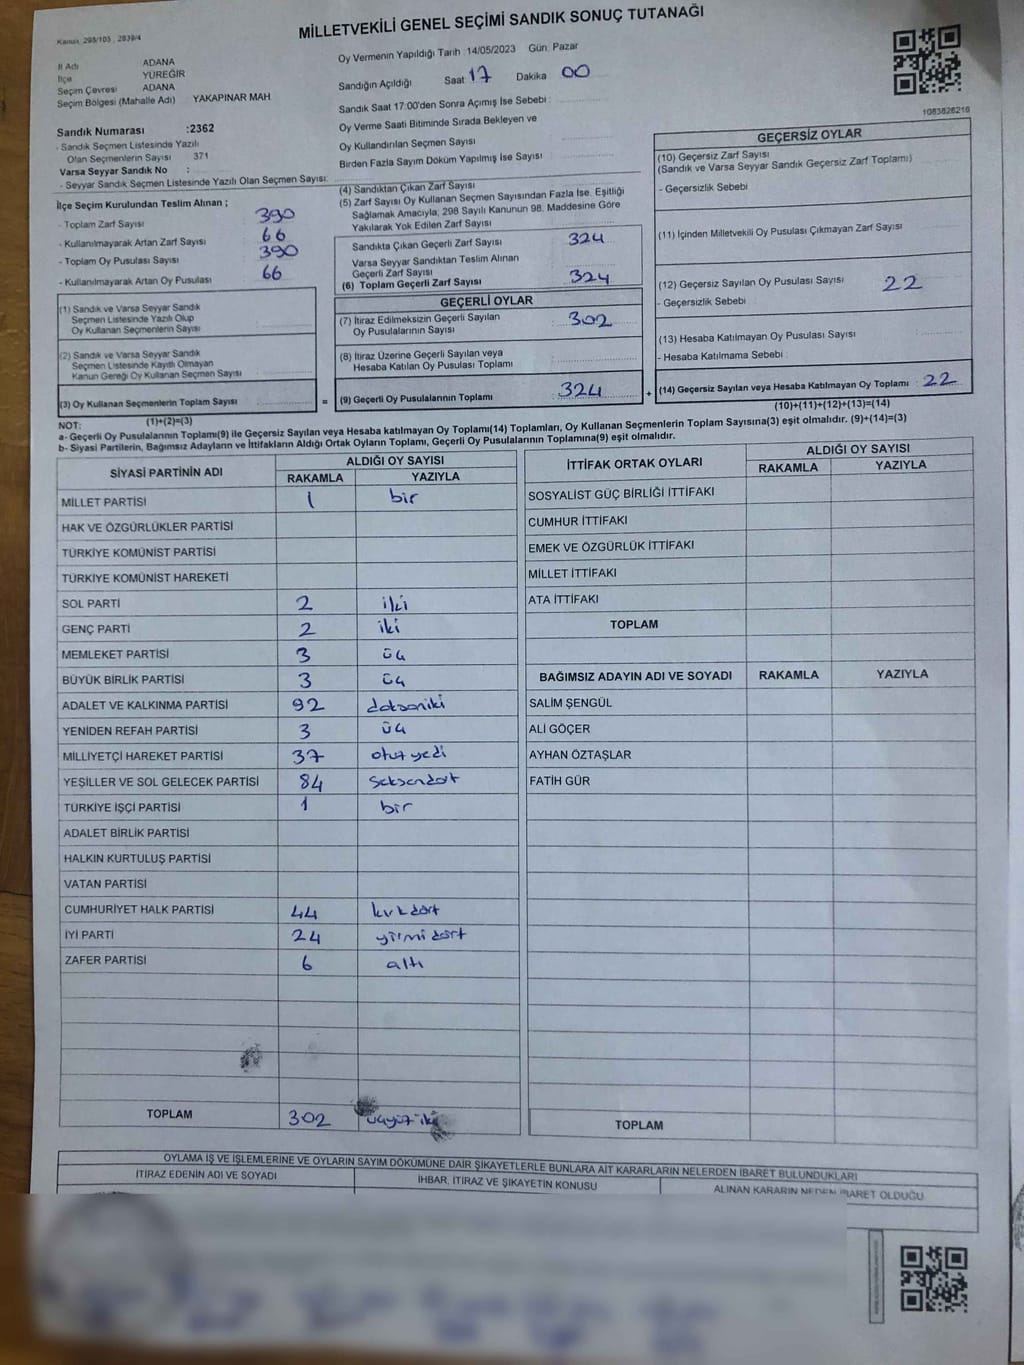 MİLLETVEKİLİ GENEL SEÇİMİ SANDIK SONUÇ TUTANAĞI
Kanun, 298/105 , 2839/4
İl Adı ADANA
İlçe YÜREĞİR
Seçim Çevresi ADANA
Seçim Bölgesi (Mahalle Adı) YAKAPINAR MAH
Sandık Numarası :2362
- Sandık Seçmen Listesinde Yazılı
Olan Seçmenlerin Sayısı 371
Varsa Seyyar Sandık No :
- Seyyar Sandık Seçmen Listesinde Yazılı Olan Seçmen Sayısı:
Oy Vermenin Yapıldığı Tarih :14/05/2023 Gün: Pazar
Sandığın Açıldığı Saat 17 Dakika 00
Sandık Saat 17:00'den Sonra Açımış İse Sebebi :
Oy Verme Saati Bitiminde Sırada Bekleyen ve
Oy Kullandırılan Seçmen Sayısı
Birden Fazla Sayım Döküm Yapılmış İse Sayısı
1083626216
İlçe Seçim Kurulundan Teslim Alınan ;
- Toplam Zarf Sayısı 390
- Kullanılmayarak Artan Zarf Sayısı 66
- Toplam Oy Pusulası Sayısı 390
- Kullanılmayarak Artan Oy Pusulası 66
(1) Sandık ve Varsa Seyyar Sandık
Seçmen Listesinde Yazılı Olup
Oy Kullanan Seçmenlerin Sayısı
(2) Sandık ve Varsa Seyyar Sandık
Seçmen Listesinde Kayıtlı Olmayan
Kanun Gereği Oy Kullanan Seçmen Sayısı
(3) Oy Kullanan Seçmenlerin Toplam Sayısı
(1)+(2)=(3)
(4) Sandıktan Çıkan Zarf Sayısı
(5) Zarf Sayısı Oy Kullanan Seçmen Sayısından Fazla İse, Eşitliği
Sağlamak Amacıyla, 298 Sayılı Kanunun 98. Maddesine Göre
Yakılarak Yok Edilen Zarf Sayısı
Sandıkta Çıkan Geçerli Zarf Sayısı 324
Varsa Seyyar Sandıktan Teslim Alınan
Geçerli Zarf Sayısı
(6) Toplam Geçerli Zarf Sayısı 324
GEÇERLİ OYLAR
(7) İtiraz Edilmeksizin Geçerli Sayılan
Oy Pusulalarının Sayısı 302
(8) İtiraz Üzerine Geçerli Sayılan veya
Hesaba Katılan Oy Pusulası Toplamı
= (9) Geçerli Oy Pusulalarının Toplamı 324 +
GEÇERSİZ OYLAR
(10) Geçersiz Zarf Sayısı
(Sandık ve Varsa Seyyar Sandık Geçersiz Zarf Toplamı)
- Geçersizlik Sebebi
(11) İçinden Milletvekili Oy Pusulası Çıkmayan Zarf Sayısı
(12) Geçersiz Sayılan Oy Pusulası Sayısı 22
- Geçersizlik Sebebi
(13) Hesaba Katılmayan Oy Pusulası Sayısı
- Hesaba Katılmama Sebebi
(14) Geçersiz Sayılan veya Hesaba Katılmayan Oy Toplamı 22
(10)+(11)+(12)+(13)=(14)
NOT:
a- Geçerli Oy Pusulalarının Toplamı(9) ile Geçersiz Sayılan veya Hesaba katılmayan Oy Toplamı(14) Toplamları, Oy Kullanan Seçmenlerin Toplam Sayısına(3) eşit olmalıdır. (9)+(14)=(3)
b- Siyasi Partilerin, Bağımsız Adayların ve İttifakların Aldığı Ortak Oyların Toplamı, Geçerli Oy Pusulalarının Toplamına(9) eşit olmalıdır.
SİYASİ PARTİNİN ADI ALDIĞI OY SAYISI
RAKAMLA YAZIYLA
MİLLET PARTİSİ 1 bir
HAK VE ÖZGÜRLÜKLER PARTİSİ
TÜRKİYE KOMÜNİST PARTİSİ
TÜRKİYE KOMÜNİST HAREKETİ
SOL PARTİ 2 iki
GENÇ PARTİ 2 iki
MEMLEKET PARTİSİ 3 üç
BÜYÜK BİRLİK PARTİSİ 3 üç
ADALET VE KALKINMA PARTİSİ 92 doksaniki
YENİDEN REFAH PARTİSİ 3 üç
MİLLİYETÇİ HAREKET PARTİSİ 37 otuz yedi
YEŞİLLER VE SOL GELECEK PARTİSİ 84 seksendört
TÜRKİYE İŞÇİ PARTİSİ 1 bir
ADALET BİRLİK PARTİSİ
HALKIN KURTULUŞ PARTİSİ
VATAN PARTİSİ
CUMHURİYET HALK PARTİSİ 44 kırkdört
İYİ PARTİ 24 yirmi dört
ZAFER PARTİSİ 6 altı
TOPLAM 302 üçyüz iki
İTTİFAK ORTAK OYLARI ALDIĞI OY SAYISI
RAKAMLA YAZIYLA
SOSYALİST GÜÇ BİRLİĞİ İTTİFAKI
CUMHUR İTTİFAKI
EMEK VE ÖZGÜRLÜK İTTİFAKI
MİLLET İTTİFAKI
ATA İTTİFAKI
TOPLAM
BAĞIMSIZ ADAYIN ADI VE SOYADI RAKAMLA YAZIYLA
SALİM ŞENGÜL
ALİ GÖÇER
AYHAN ÖZTAŞLAR
FATİH GÜR
TOPLAM
OYLAMA İŞ VE İŞLEMLERİNE VE OYLARIN SAYIM DÖKÜMÜNE DAİR ŞİKAYETLERLE BUNLARA AİT KARARLARIN NELERDEN İBARET BULUNDUKLARI
İTİRAZ EDENİN ADI VE SOYADI İHBAR, İTİRAZ VE ŞİKAYETİN KONUSU ALINAN KARARIN NEDEN İBARET OLDUĞU